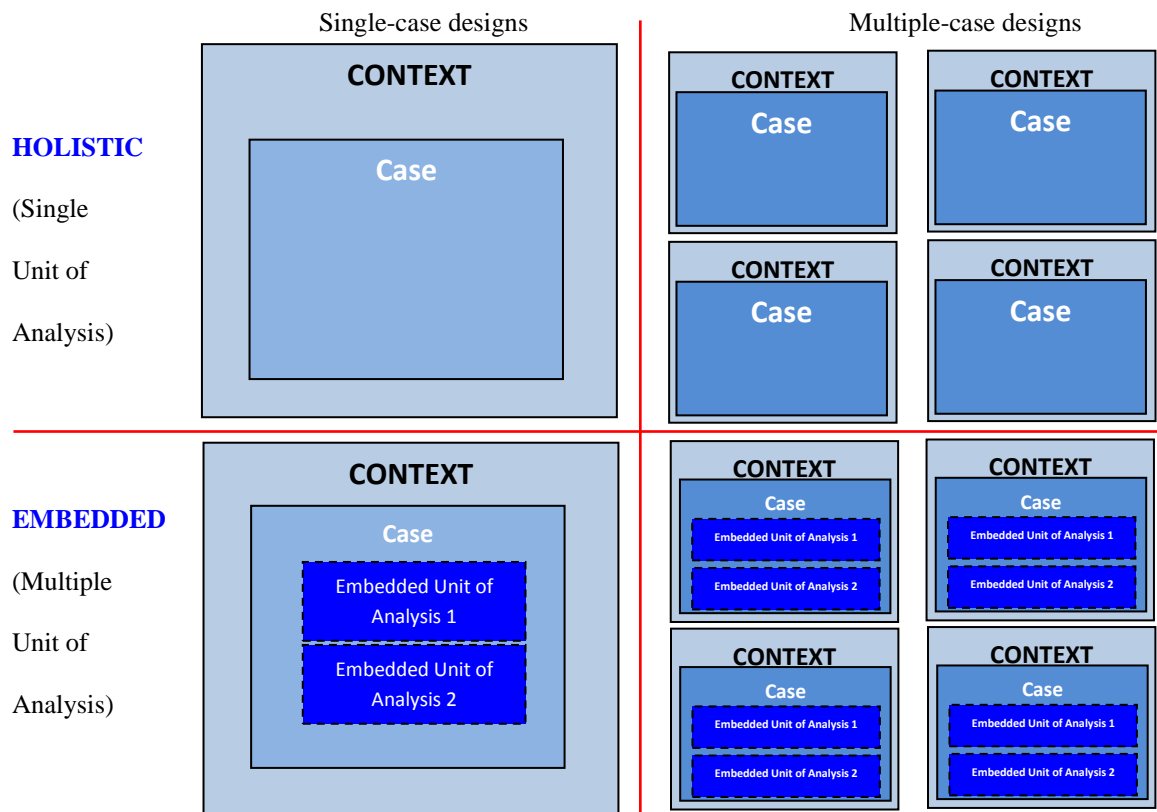 Single-case designs
Multiple-case designs
HOLISTIC
(Single
Unit of
Analysis)
CONTEXT
Case
CONTEXT
Case
CONTEXT
Case
CONTEXT
Case
CONTEXT
Case
EMBEDDED
(Multiple
Unit of
Analysis)
CONTEXT
Case
Embedded Unit of
Analysis 1
Embedded Unit of
Analysis 2
CONTEXT
Case
Embedded Unit of Analysis 1
Embedded Unit of Analysis 2
CONTEXT
Case
Embedded Unit of Analysis 1
Embedded Unit of Analysis 2
CONTEXT
Case
Embedded Unit of Analysis 1
Embedded Unit of Analysis 2
CONTEXT
Case
Embedded Unit of Analysis 1
Embedded Unit of Analysis 2